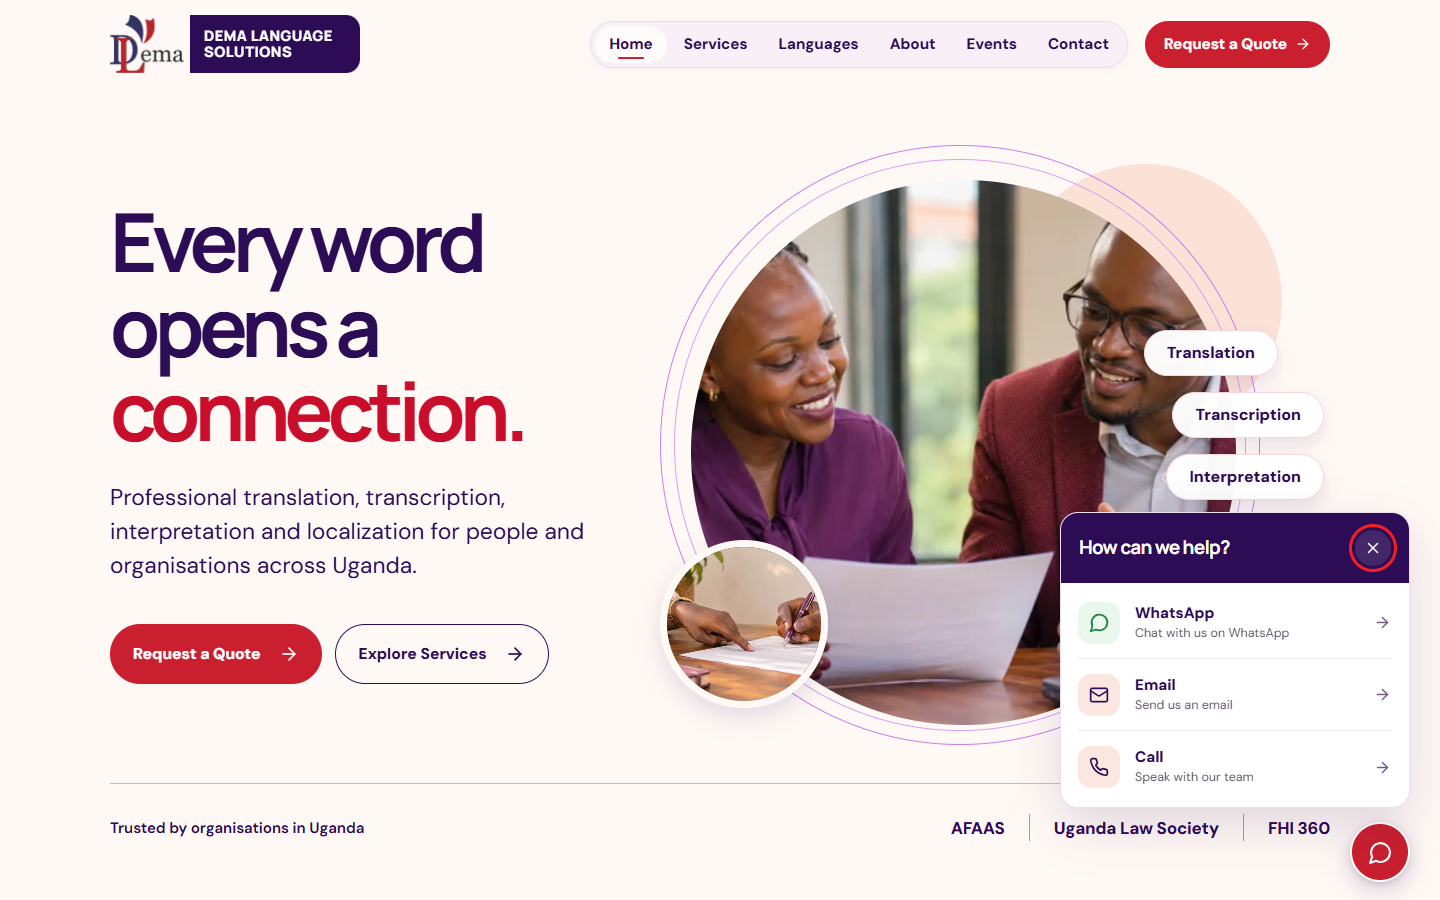 Dema
DEMA LANGUAGE
SOLUTIONS
Home
Services
Languages
About
Events
Contact
Request a Quote
Every word
opens a
connection.
Professional translation, transcription,
interpretation and localization for people and
organisations across Uganda.
Request a Quote
Explore Services
Translation
Transcription
Interpretation
How can we help?
WhatsApp
Chat with us on WhatsApp
Email
Send us an email
Call
Speak with our team
Trusted by organisations in Uganda
AFAAS
Uganda Law Society
FHI 360